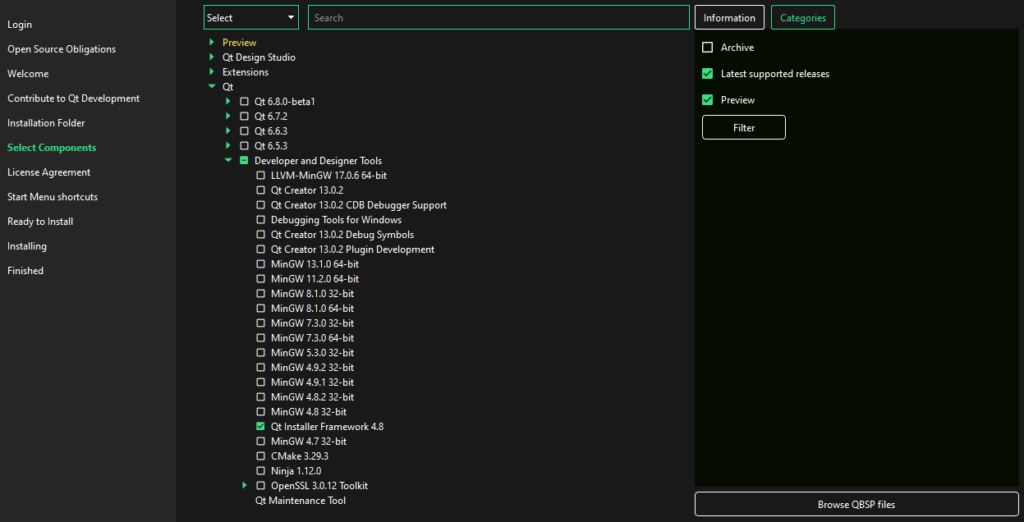 Login
Open Source Obligations
Welcome
Contribute to Qt Development
Installation Folder
Select Components
License Agreement
Start Menu shortcuts
Ready to Install
Installing
Finished
Select
Search
Preview
Qt Design Studio
Extensions
Qt
Qt 6.8.0-beta1
Qt 6.7.2
Qt 6.6.3
Qt 6.5.3
Developer and Designer Tools
LLVM-MinGW 17.0.6 64-bit
Qt Creator 13.0.2
Qt Creator 13.0.2 CDB Debugger Support
Debugging Tools for Windows
Qt Creator 13.0.2 Debug Symbols
Qt Creator 13.0.2 Plugin Development
MinGW 13.1.0 64-bit
MinGW 11.2.0 64-bit
MinGW 8.1.0 32-bit
MinGW 8.1.0 64-bit
MinGW 7.3.0 32-bit
MinGW 7.3.0 64-bit
MinGW 5.3.0 32-bit
MinGW 4.9.2 32-bit
MinGW 4.9.1 32-bit
MinGW 4.8.2 32-bit
MinGW 4.8 32-bit
Qt Installer Framework 4.8
MinGW 4.7 32-bit
CMake 3.29.3
Ninja 1.12.0
OpenSSL 3.0.12 Toolkit
Qt Maintenance Tool
Information
Categories
Archive
Latest supported releases
Preview
Filter
Browse QBSP files